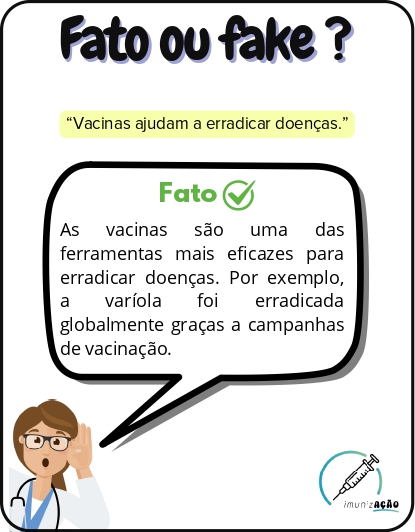 Fato ou fake ?
“Vacinas ajudam a erradicar doenças.”
Fato
As vacinas são uma das
ferramentas mais eficazes para
erradicar doenças. Por exemplo,
a varíola foi erradicada
globalmente graças a campanhas
de vacinação.
imunizAÇÃO